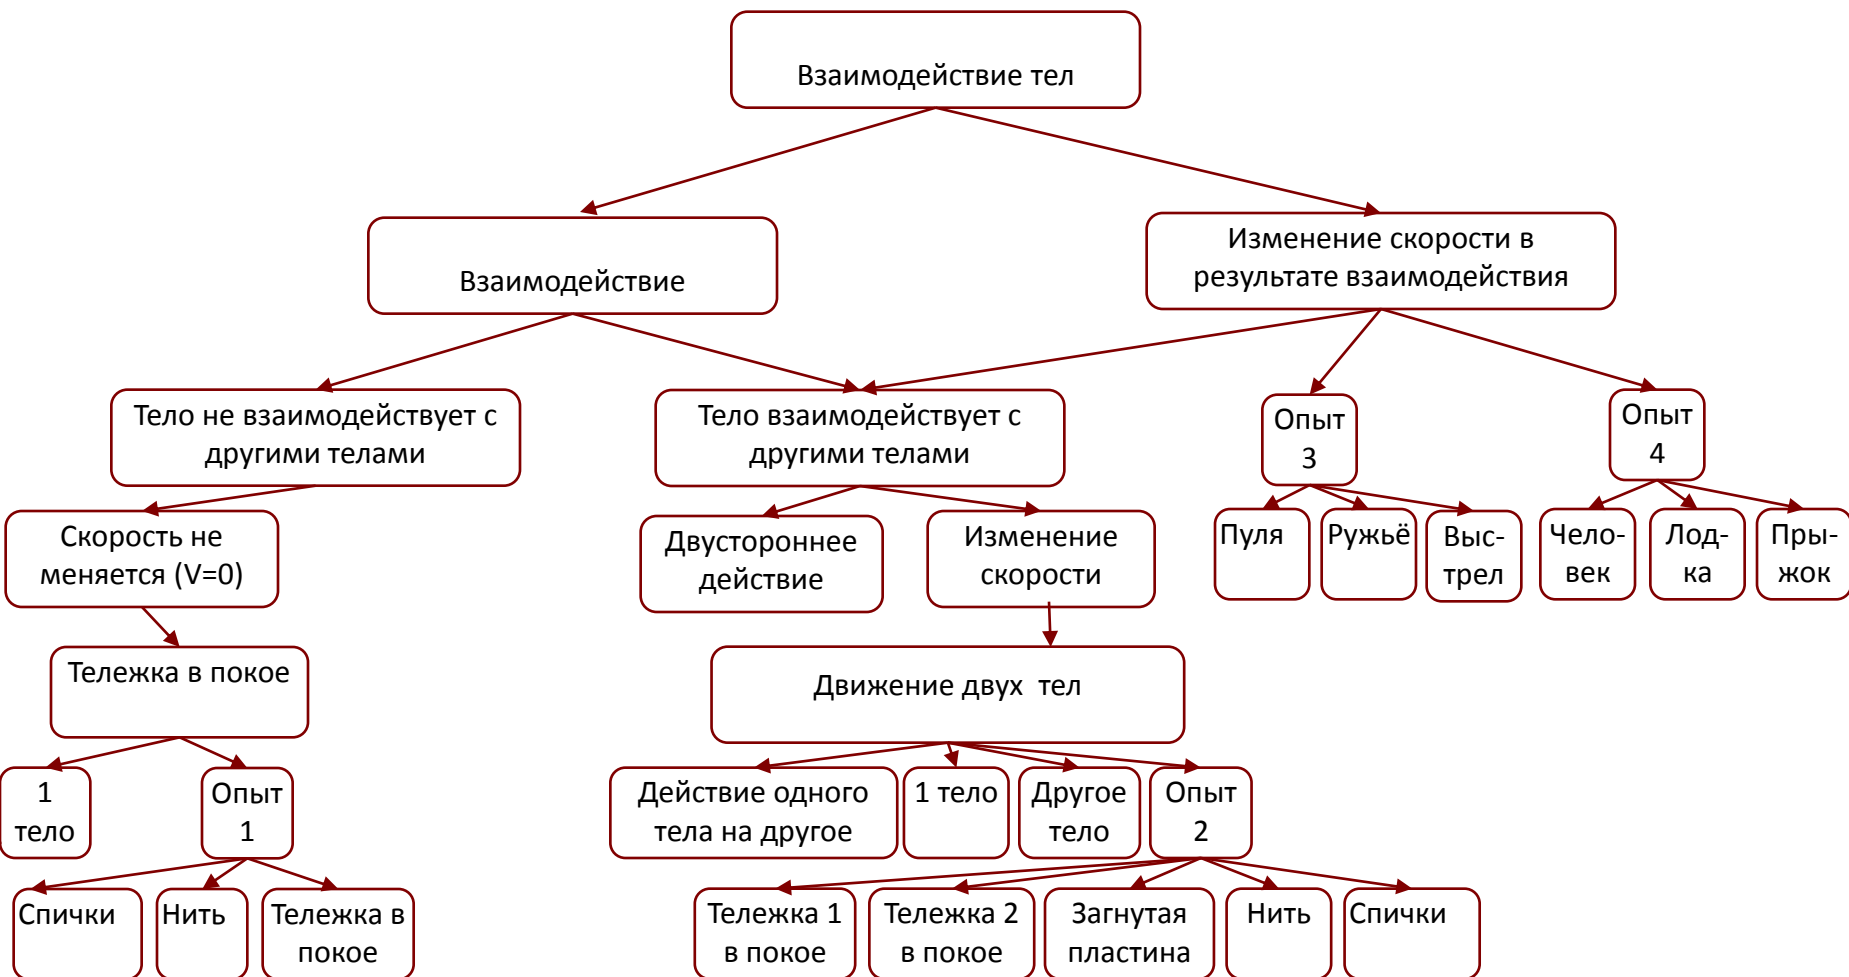 Взаимодействие тел
Взаимодействие
Изменение скорости в
результате взаимодействия
Тело не взаимодействует с
другими телами
Тело взаимодействует с
другими телами
Опыт
3
Опыт
4
Скорость не
меняется (V=0)
Двустороннее
действие
Изменение
скорости
Пуля
Ружьё
Выс-
трел
Чело-
век
Лод-
ка
Пры-
жок
Тележка в покое
Движение двух  тел
1
тело
Опыт
1
Действие одного
тела на другое
1 тело
Другое
тело
Опыт
2
Спички
Нить
Тележка в
покое
Тележка 1
в покое
Тележка 2
в покое
Загнутая
пластина
Нить
Спички